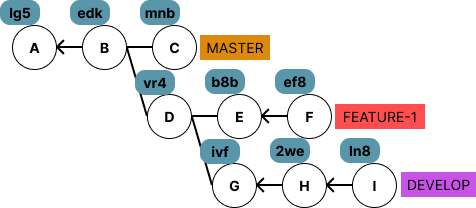 lg5 edk mnb
A B C MASTER
vr4 b8b ef8
D E F FEATURE-1
ivf 2we ln8
G H I DEVELOP